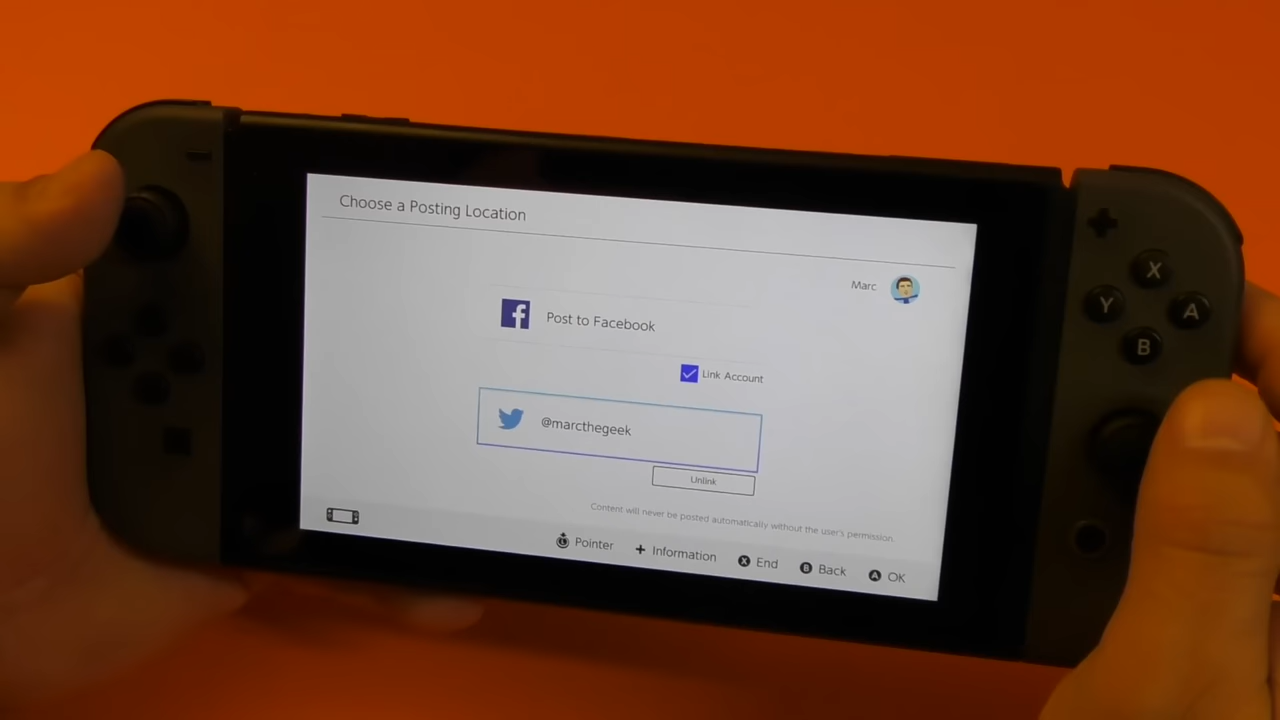 Choose a Posting Location
Marc
Post to Facebook
Link Account
@marcthegeek
Unlink
Content will never be posted automatically without the user's permission.
Pointer + Information X End B Back A OK
X
Y A
B